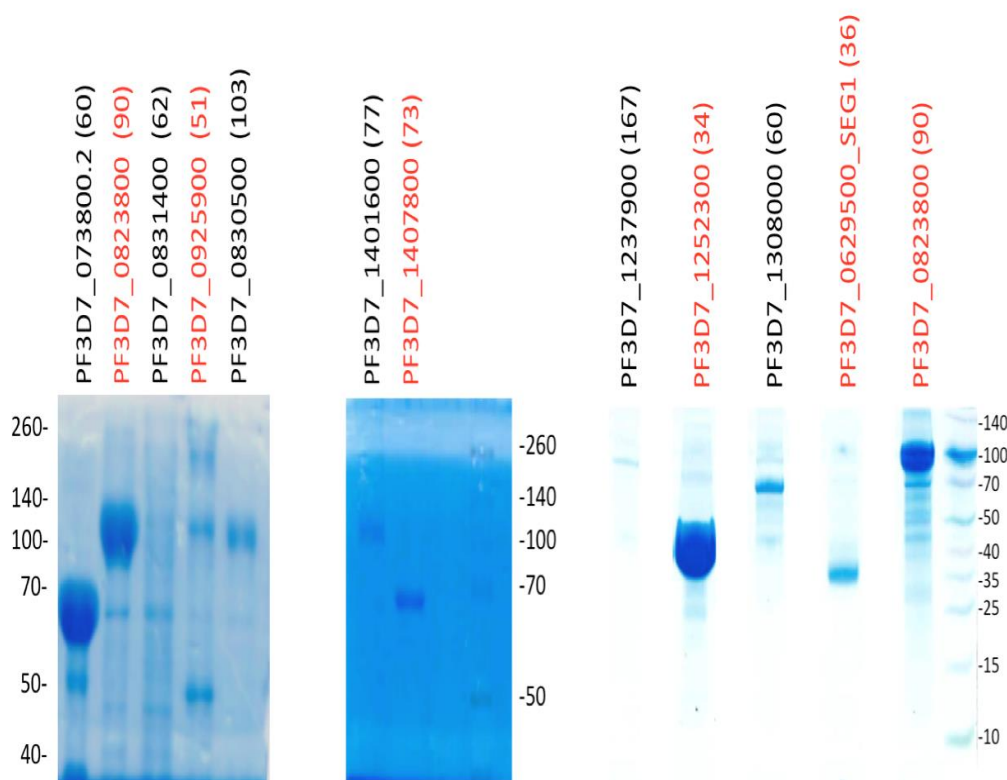 PF3D7_073800.2 (60)
PF3D7_0823800 (90)
PF3D7_0831400 (62)
PF3D7_0925900 (51)
PF3D7_0830500 (103)
PF3D7_1401600 (77)
PF3D7_1407800 (73)
PF3D7_1237900 (167)
PF3D7_1252300 (34)
PF3D7_1308000 (60)
PF3D7_0629500_SEG1 (36)
PF3D7_0823800 (90)
260-
140-
100-
70-
50-
40-
-260
-140
-100
-70
-50
-140
-100
-70
-50
-40
-35
-25
-15
-10